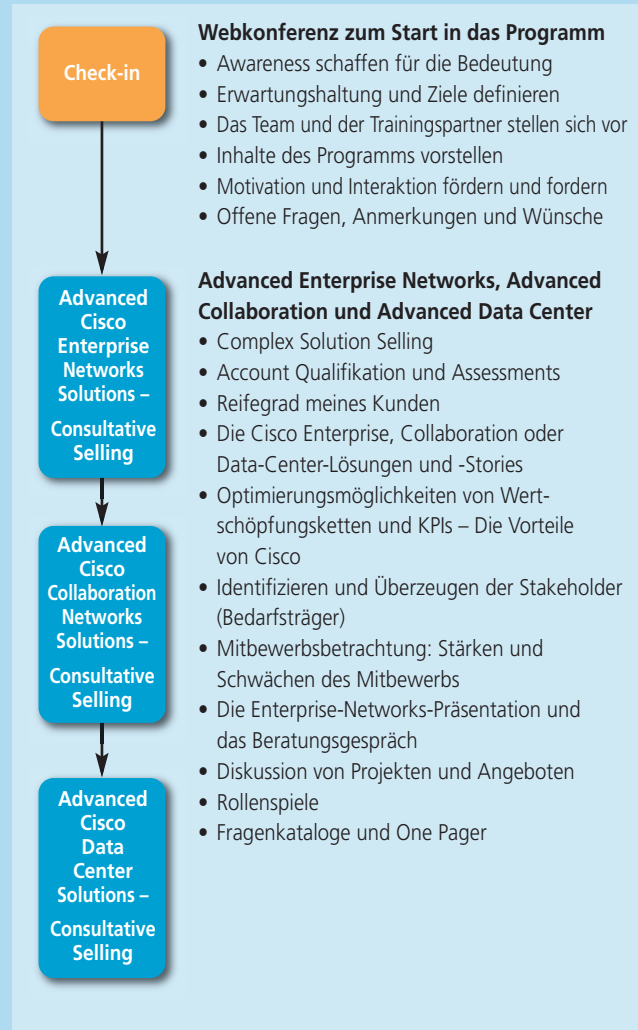 Check-in
Webkonferenz zum Start in das Programm
• Awareness schaffen für die Bedeutung
• Erwartungshaltung und Ziele definieren
• Das Team und der Trainingspartner stellen sich vor
• Inhalte des Programms vorstellen
• Motivation und Interaktion fördern und fordern
• Offene Fragen, Anmerkungen und Wünsche
Advanced
Cisco
Enterprise
Networks
Solutions –
Consultative
Selling
Advanced
Cisco
Collaboration
Networks
Solutions –
Consultative
Selling
Advanced
Cisco
Data
Center
Solutions –
Consultative
Selling
Advanced Enterprise Networks, Advanced
Collaboration und Advanced Data Center
• Complex Solution Selling
• Account Qualifikation und Assessments
• Reifegrad meines Kunden
• Die Cisco Enterprise, Collaboration oder
Data-Center-Lösungen und -Stories
• Optimierungsmöglichkeiten von Wert-
schöpfungsketten und KPIs – Die Vorteile
von Cisco
• Identifizieren und Überzeugen der Stakeholder
(Bedarfsträger)
• Mitbewerbsbetrachtung: Stärken und
Schwächen des Mitbewerbs
• Die Enterprise-Networks-Präsentation und
das Beratungsgespräch
• Diskussion von Projekten und Angeboten
• Rollenspiele
• Fragenkataloge und One Pager